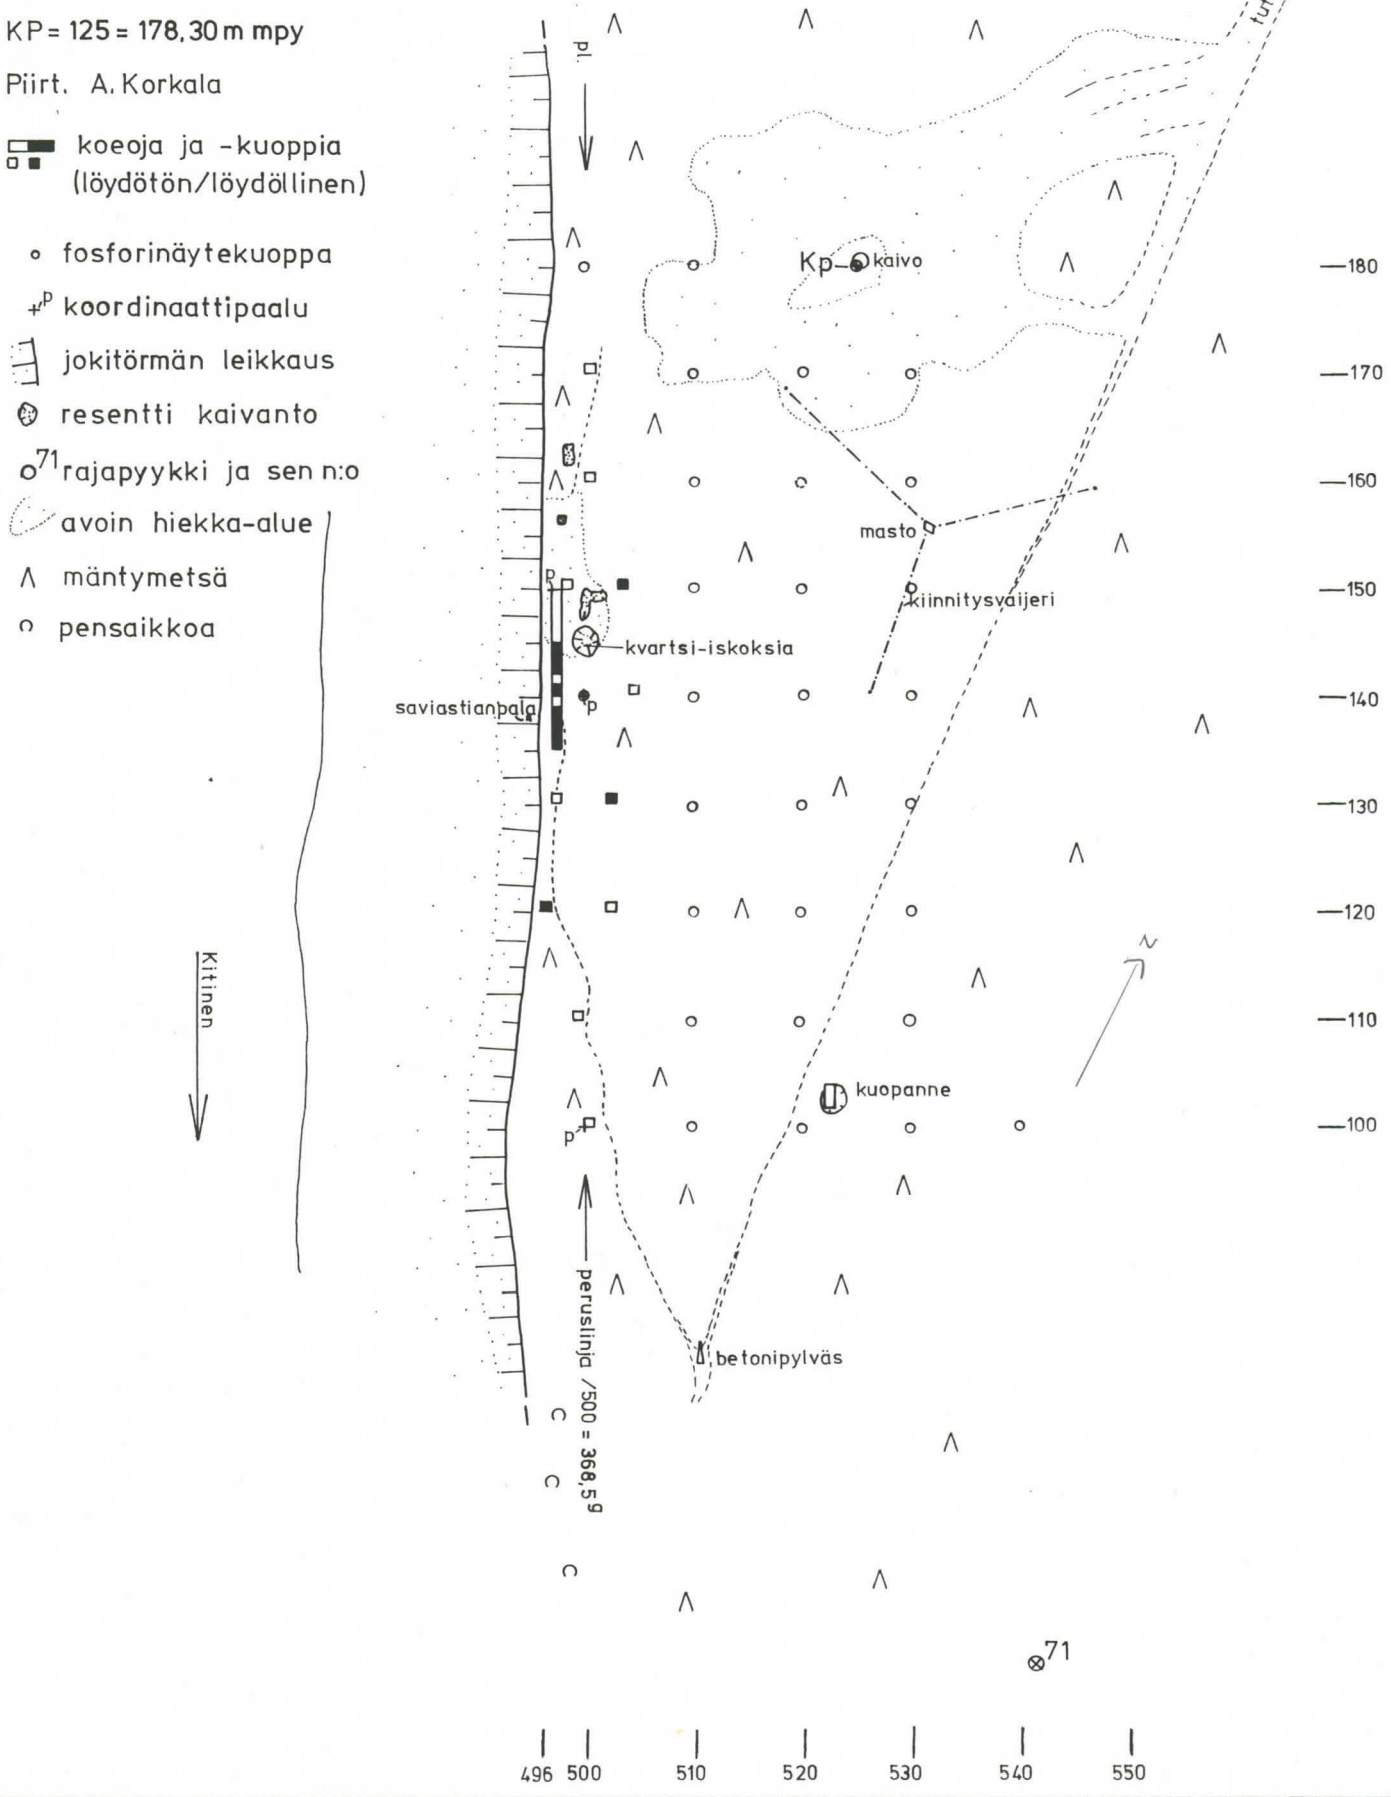 KP= 125 = 178,30 m mpy
Piirt. A. Korkala
koeoja ja -kuoppia
(löydötön/löydöllinen)
fosforinäytekuoppa
p koordinaattipaalu
jokitörmän leikkaus
resentti kaivanto
71 rajapyykki ja sen n:o
avoin hiekka-alue
mäntymetsä
pensaikkoa
pl.
Kp
kaivo
180
170
160
masto
p
150
kiinnitysvaijeri
kvartsi-iskoksia
140
saviastianpala
p
130
120
N
Kitinen
110
kuopanne
100
p
peruslinja /500 = 368,5g
betonipylväs
71
496 500 510 520 530 540 550